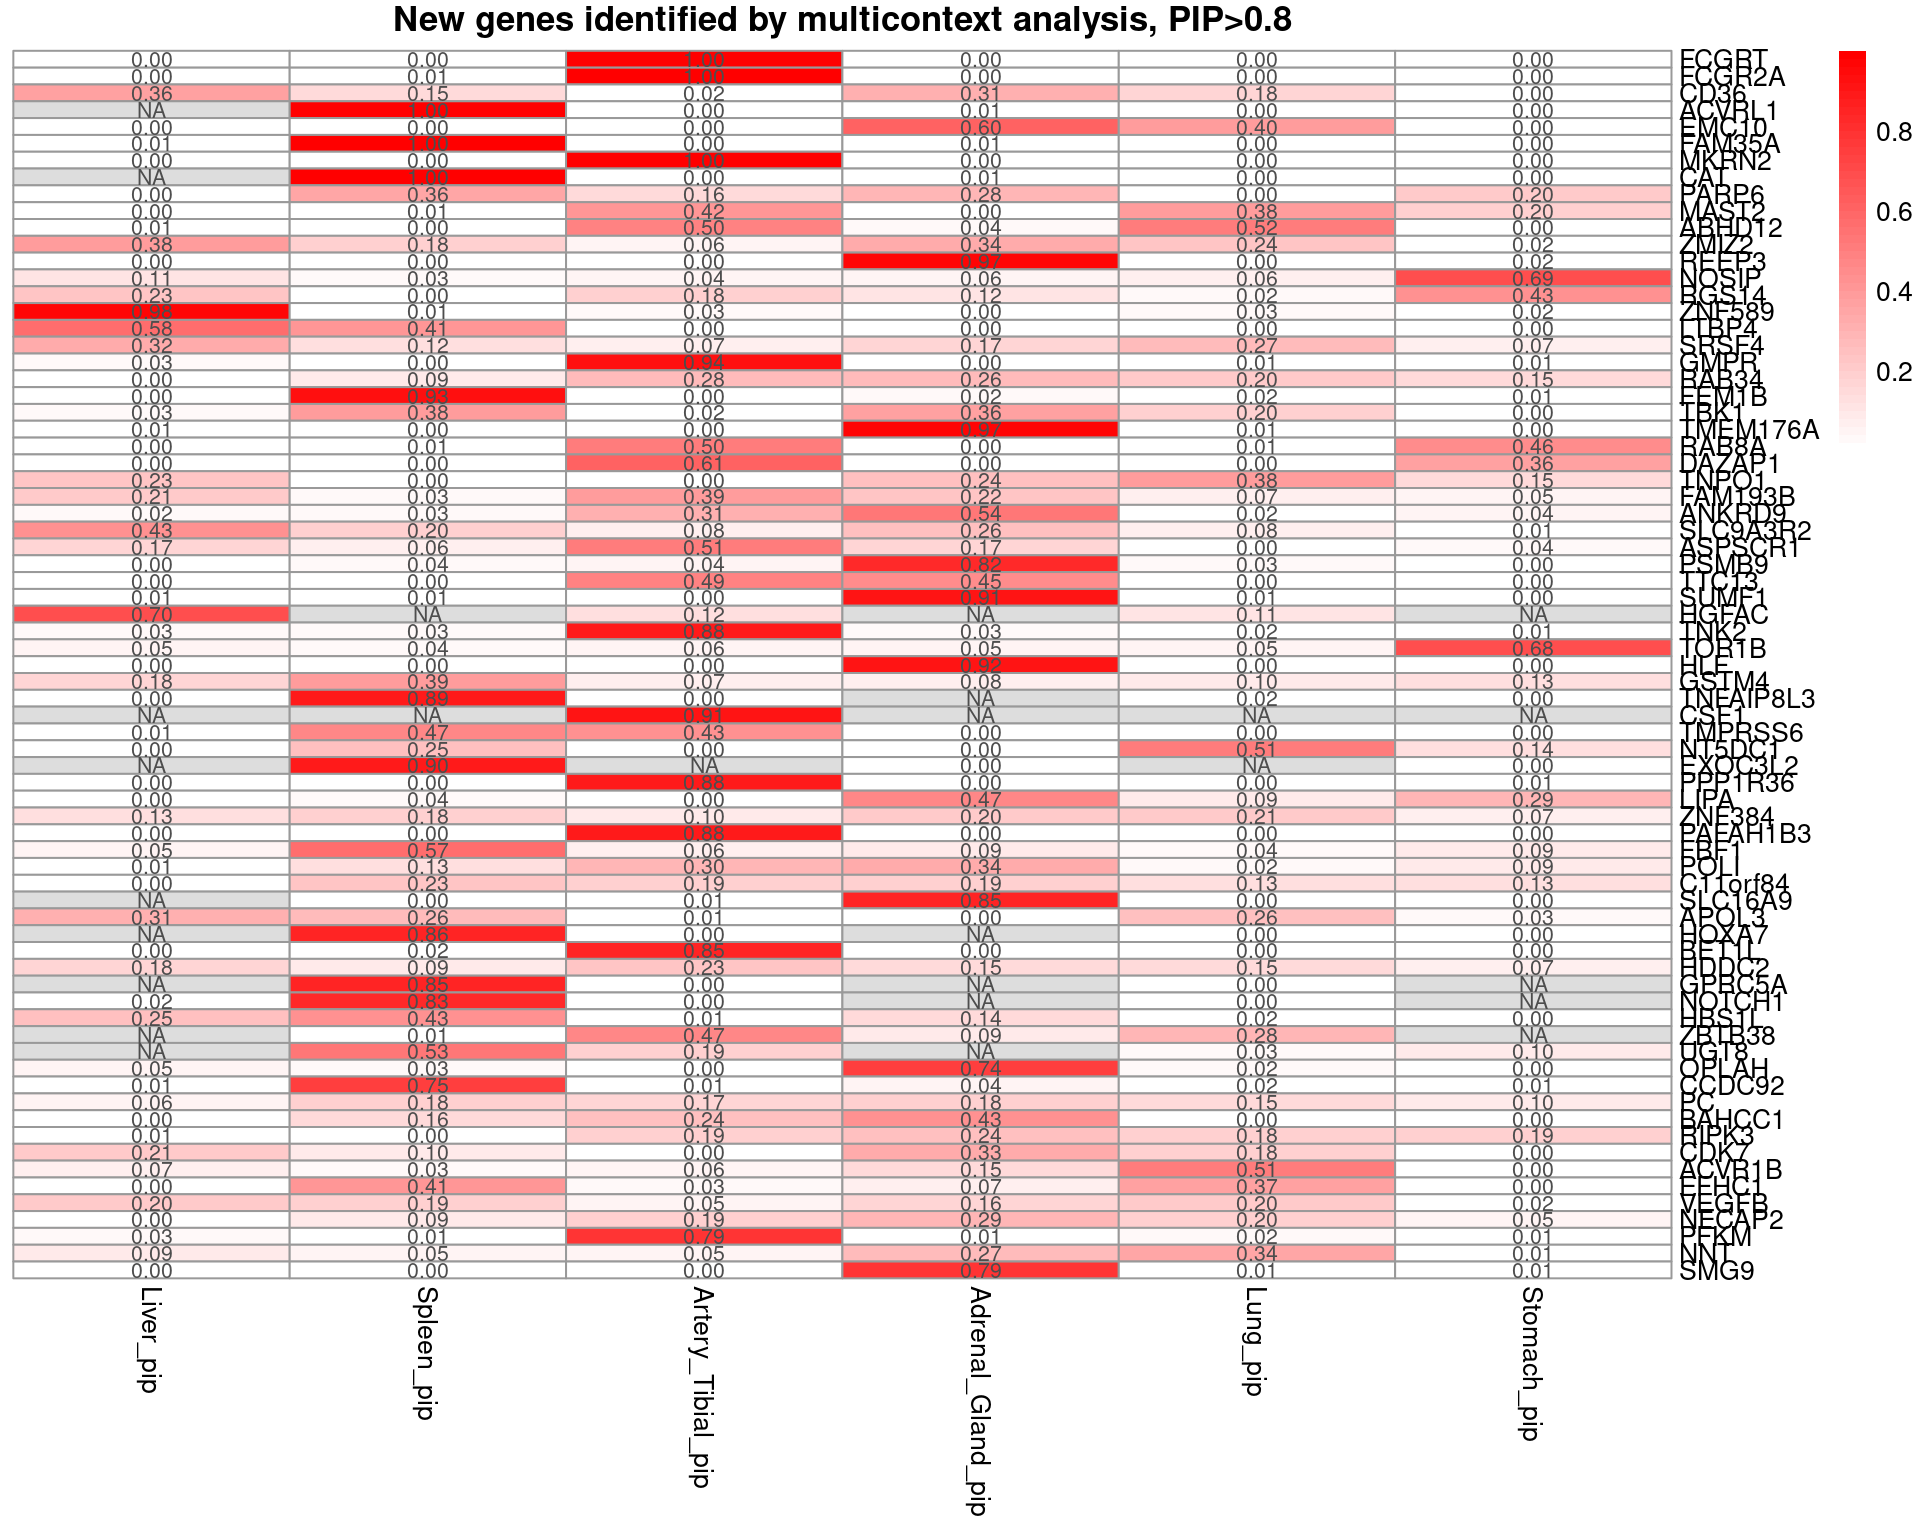 New genes identified by multicontext analysis, PIP>0.8
0.00 0.00 1.00 0.00 0.00 0.00 FCGRT
0.00 0.01 1.00 0.00 0.00 0.00 FCGR2A
0.36 0.15 0.02 0.31 0.18 0.00 CD36
NA 1.00 0.00 0.01 0.00 0.00 ACVRL1
0.00 0.00 0.00 0.60 0.40 0.00 EMC10
0.01 1.00 0.00 0.01 0.00 0.00 FAM35A
0.00 0.00 1.00 0.00 0.00 0.00 MKRN2
NA 1.00 0.00 0.01 0.00 0.00 CAT
0.00 0.36 0.16 0.28 0.00 0.20 PARP6
0.00 0.01 0.42 0.00 0.38 0.20 MAST2
0.01 0.00 0.50 0.04 0.52 0.00 ABHD12
0.38 0.18 0.06 0.34 0.24 0.02 ZMIZ2
0.00 0.00 0.00 0.97 0.00 0.02 REEP3
0.11 0.03 0.04 0.06 0.06 0.69 NOSIP
0.23 0.00 0.18 0.12 0.02 0.43 RGS14
0.98 0.01 0.03 0.00 0.03 0.02 ZNF589
0.58 0.41 0.00 0.00 0.00 0.00 LTBP4
0.32 0.12 0.07 0.17 0.27 0.07 SRSF4
0.03 0.00 0.94 0.00 0.01 0.01 GMPR
0.00 0.09 0.28 0.26 0.20 0.15 RAB34
0.00 0.93 0.00 0.02 0.02 0.01 FEM1B
0.03 0.38 0.02 0.36 0.20 0.00 TBK1
0.01 0.00 0.00 0.97 0.01 0.00 TMEM176A
0.00 0.01 0.50 0.00 0.01 0.46 RAB8A
0.00 0.00 0.61 0.00 0.00 0.36 DAZAP1
0.23 0.00 0.00 0.24 0.38 0.15 TNPO1
0.21 0.03 0.39 0.22 0.07 0.05 FAM193B
0.02 0.03 0.31 0.54 0.02 0.04 ANKRD9
0.43 0.20 0.08 0.26 0.08 0.01 SLC9A3R2
0.17 0.06 0.51 0.17 0.00 0.04 ASPSCR1
0.00 0.04 0.04 0.82 0.03 0.00 PSMB9
0.00 0.00 0.49 0.45 0.00 0.00 TTC13
0.01 0.01 0.00 0.91 0.01 0.00 SUMF1
0.70 NA 0.12 NA 0.11 NA HGFAC
0.03 0.03 0.88 0.03 0.02 0.01 TNK2
0.05 0.04 0.06 0.05 0.05 0.68 TOR1B
0.00 0.00 0.00 0.92 0.00 0.00 HLF
0.18 0.39 0.07 0.08 0.10 0.13 GSTM4
0.00 0.89 0.00 NA 0.02 0.00 TNFAIP8L3
NA NA 0.91 NA NA NA CSF1
0.01 0.47 0.43 0.00 0.00 0.00 TMPRSS6
0.00 0.25 0.00 0.00 0.51 0.14 NT5DC1
NA 0.90 NA 0.00 NA 0.00 EXOC3L2
0.00 0.00 0.88 0.00 0.00 0.01 PPP1R36
0.00 0.04 0.00 0.47 0.09 0.29 LIPA
0.13 0.18 0.10 0.20 0.21 0.07 ZNF384
0.00 0.00 0.88 0.00 0.00 0.00 PAFAH1B3
0.05 0.57 0.06 0.09 0.04 0.09 EBF1
0.01 0.13 0.30 0.34 0.02 0.09 POLI
0.00 0.23 0.19 0.19 0.13 0.13 C11orf84
NA 0.00 0.01 0.85 0.00 0.00 SLC16A9
0.31 0.26 0.01 0.00 0.26 0.03 APOL3
NA 0.86 0.00 NA 0.00 0.00 HOXA7
0.00 0.02 0.85 0.00 0.00 0.00 BET1L
0.18 0.09 0.23 0.15 0.15 0.07 HDDC2
NA 0.85 0.00 NA 0.00 NA GPRC5A
0.02 0.83 0.00 NA 0.00 NA NOTCH1
0.25 0.43 0.01 0.14 0.02 0.00 HBS1L
NA 0.01 0.47 0.09 0.28 NA ZBTB38
NA 0.53 0.19 NA 0.03 0.10 UGT8
0.05 0.03 0.00 0.74 0.02 0.00 OPLAH
0.01 0.75 0.01 0.04 0.02 0.01 CCDC92
0.06 0.18 0.17 0.18 0.15 0.10 PC
0.00 0.16 0.24 0.43 0.00 0.00 BAHCC1
0.01 0.00 0.19 0.24 0.18 0.19 RIPK3
0.21 0.10 0.00 0.33 0.18 0.00 CDK7
0.07 0.03 0.06 0.15 0.51 0.00 ACVR1B
0.00 0.41 0.03 0.07 0.37 0.00 EFHC1
0.20 0.19 0.05 0.16 0.20 0.02 VEGFB
0.00 0.09 0.19 0.29 0.20 0.05 NECAP2
0.03 0.01 0.79 0.01 0.02 0.01 PFKM
0.09 0.05 0.05 0.27 0.34 0.01 NNT
0.00 0.00 0.00 0.79 0.01 0.01 SMG9
Liver_pip
Spleen_pip
Artery_Tibial_pip
Adrenal_Gland_pip
Lung_pip
Stomach_pip
0.8
0.6
0.4
0.2